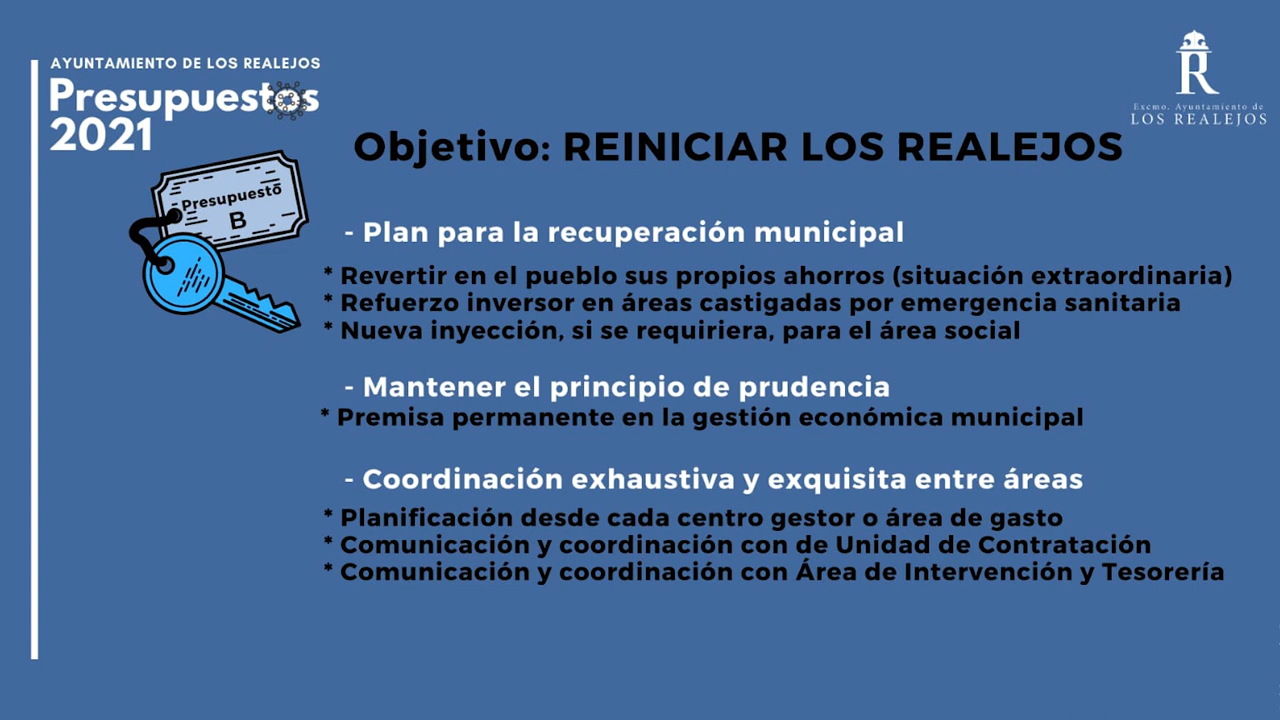 AYUNTAMIENTO DE LOS REALEJOS
Presupuestos
2021
Excmo. Ayuntamiento de
LOS REALEJOS
Objetivo: REINICIAR LOS REALEJOS
Presupuesto
B
- Plan para la recuperación municipal
* Revertir en el pueblo sus propios ahorros (situación extraordinaria)
* Refuerzo inversor en áreas castigadas por emergencia sanitaria
* Nueva inyección, si se requiriera, para el área social
- Mantener el principio de prudencia
* Premisa permanente en la gestión económica municipal
- Coordinación exhaustiva y exquisita entre áreas
* Planificación desde cada centro gestor o área de gasto
* Comunicación y coordinación con de Unidad de Contratación
* Comunicación y coordinación con Área de Intervención y Tesorería